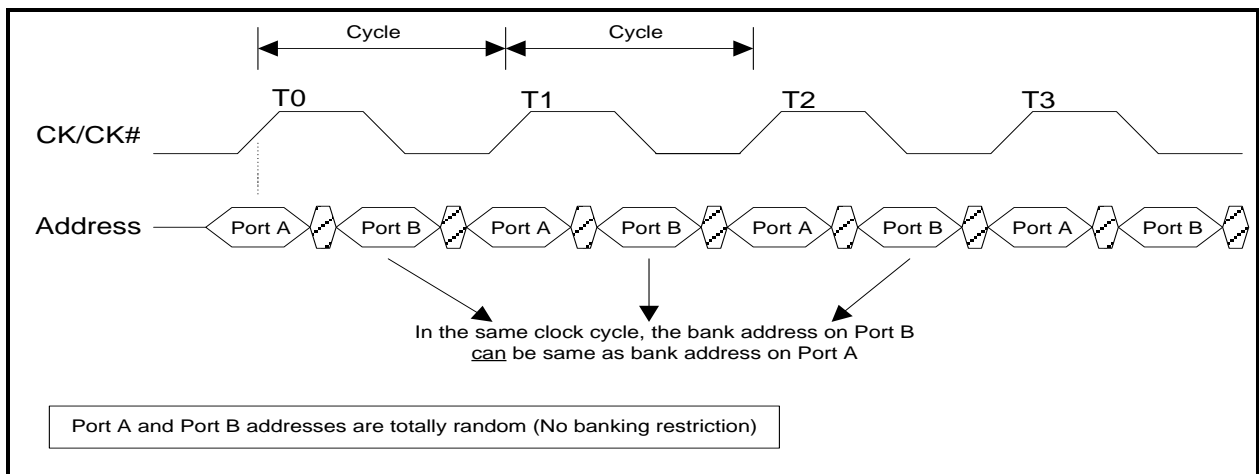 Cycle Cycle
T0 T1 T2 T3
CK/CK#
Address Port A Port B Port A Port B Port A Port B Port A Port B
In the same clock cycle, the bank address on Port B
can be same as bank address on Port A
Port A and Port B addresses are totally random (No banking restriction)